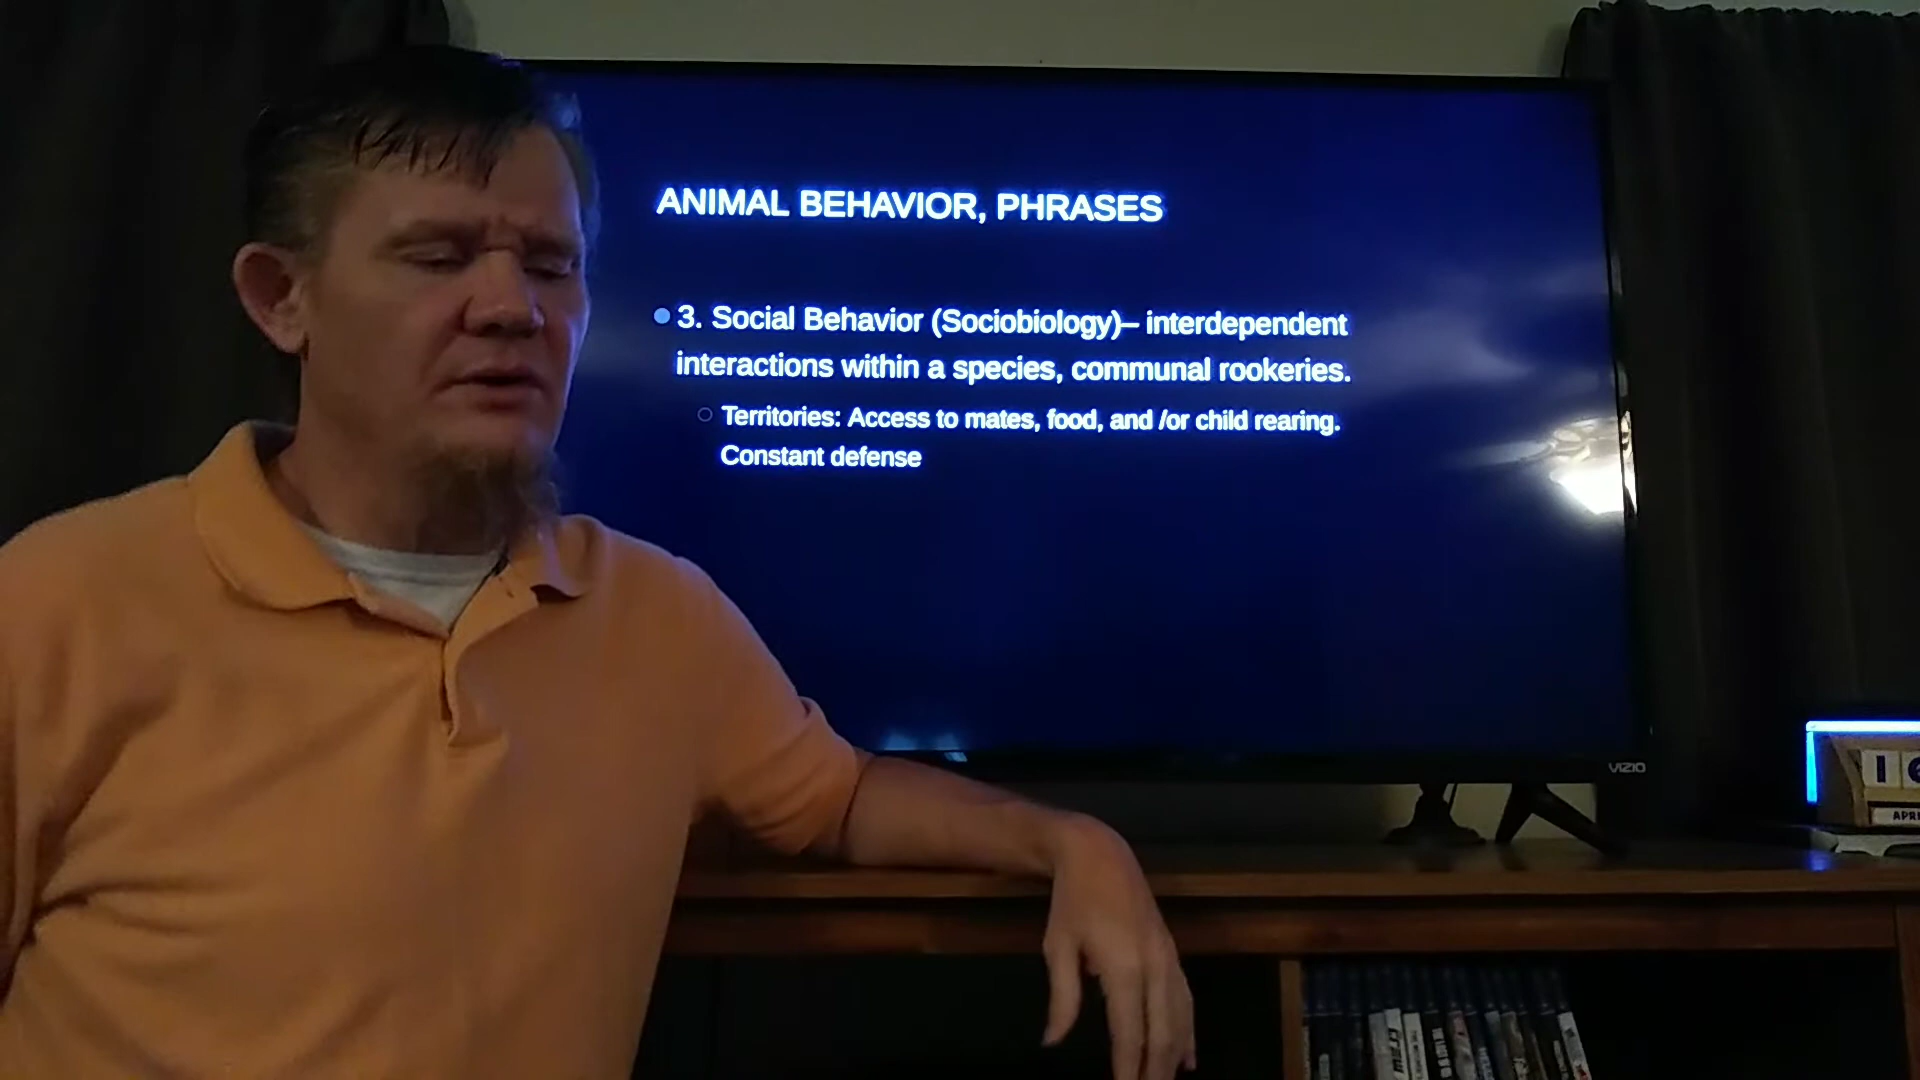 ANIMAL BEHAVIOR, PHRASES
3. Social Behavior (Sociobiology)– interdependent
interactions within a species, communal rookeries.
Territories: Access to mates, food, and /or child rearing.
Constant defense
VIZIO